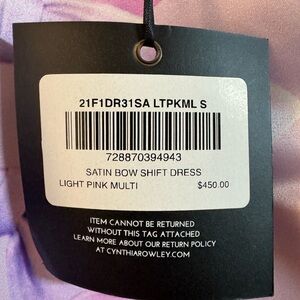 21F1DR31SA LTPKML S
728870394943
SATIN BOW SHIFT DRESS
LIGHT PINK MULTI $450.00
ITEM CANNOT BE RETURNED
WITHOUT THIS TAG ATTACHED
LEARN MORE ABOUT OUR RETURN POLICY
AT CYNTHIAROWLEY.COM